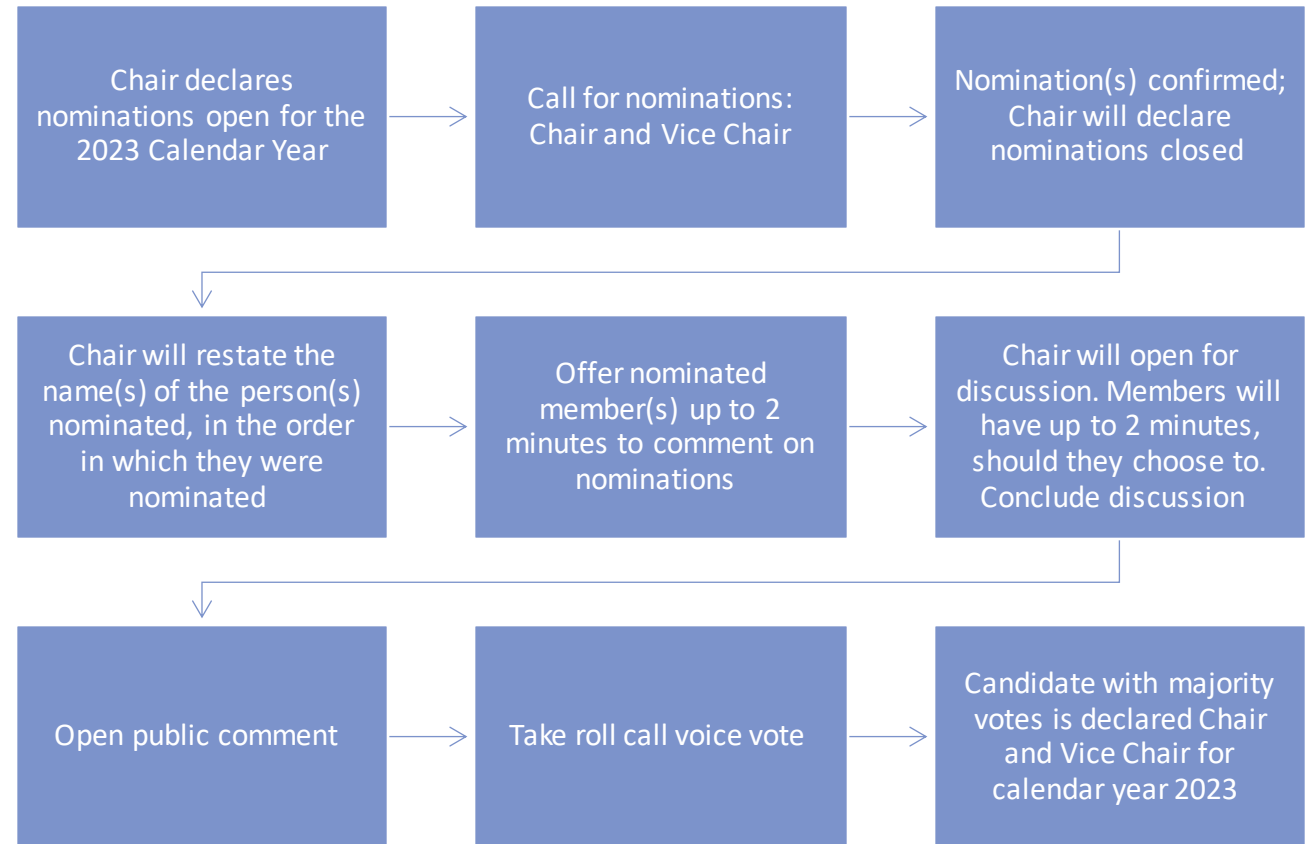 Chair declares
nominations open for the
2023 Calendar Year
Call for nominations:
Chair and Vice Chair
Nomination(s) confirmed;
Chair will declare
nominations closed
Chair will restate the
name(s) of the person(s)
nominated, in the order
in which they were
nominated
Offer nominated
member(s) up to 2
minutes to comment on
nominations
Chair will open for
discussion. Members will
have up to 2 minutes,
should they choose to.
Conclude discussion
Open public comment
Take roll call voice vote
Candidate with majority
votes is declared Chair
and Vice Chair for
calendar year 2023